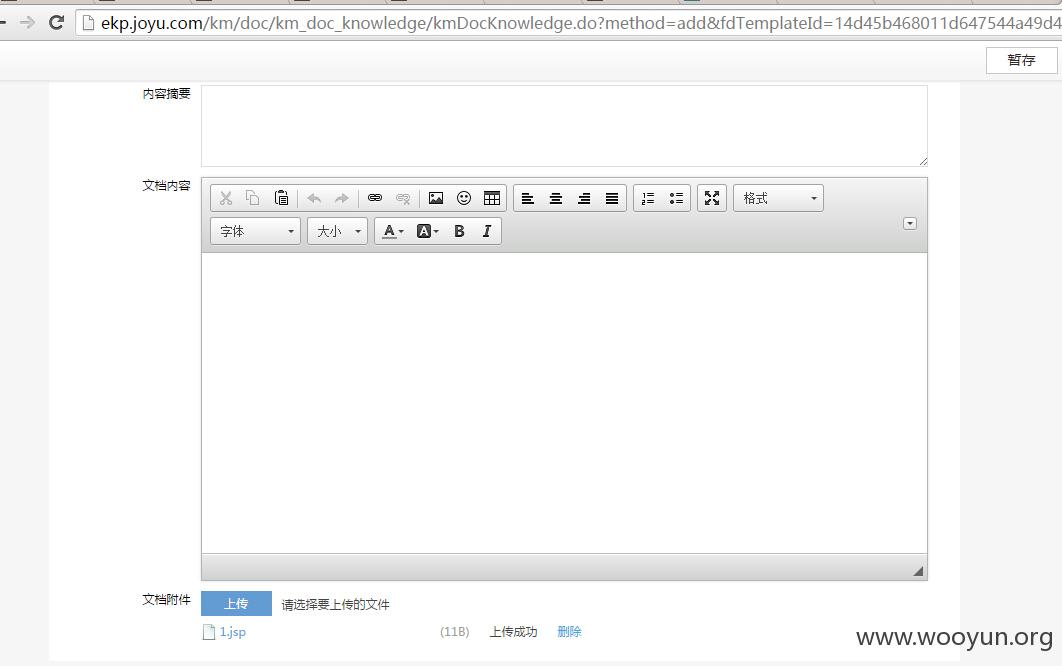 ekp.joyu.com/km/doc/km_doc_knowledge/kmDocKnowledge.do?method=add&fdTemplateId=14d45b468011d647544a49d4
暂存
内容摘要
文档内容
格式
字体 大小 A A B I
文档附件 上传 请选择要上传的文件
1.jsp (11B) 上传成功 删除
www.wooyun.org